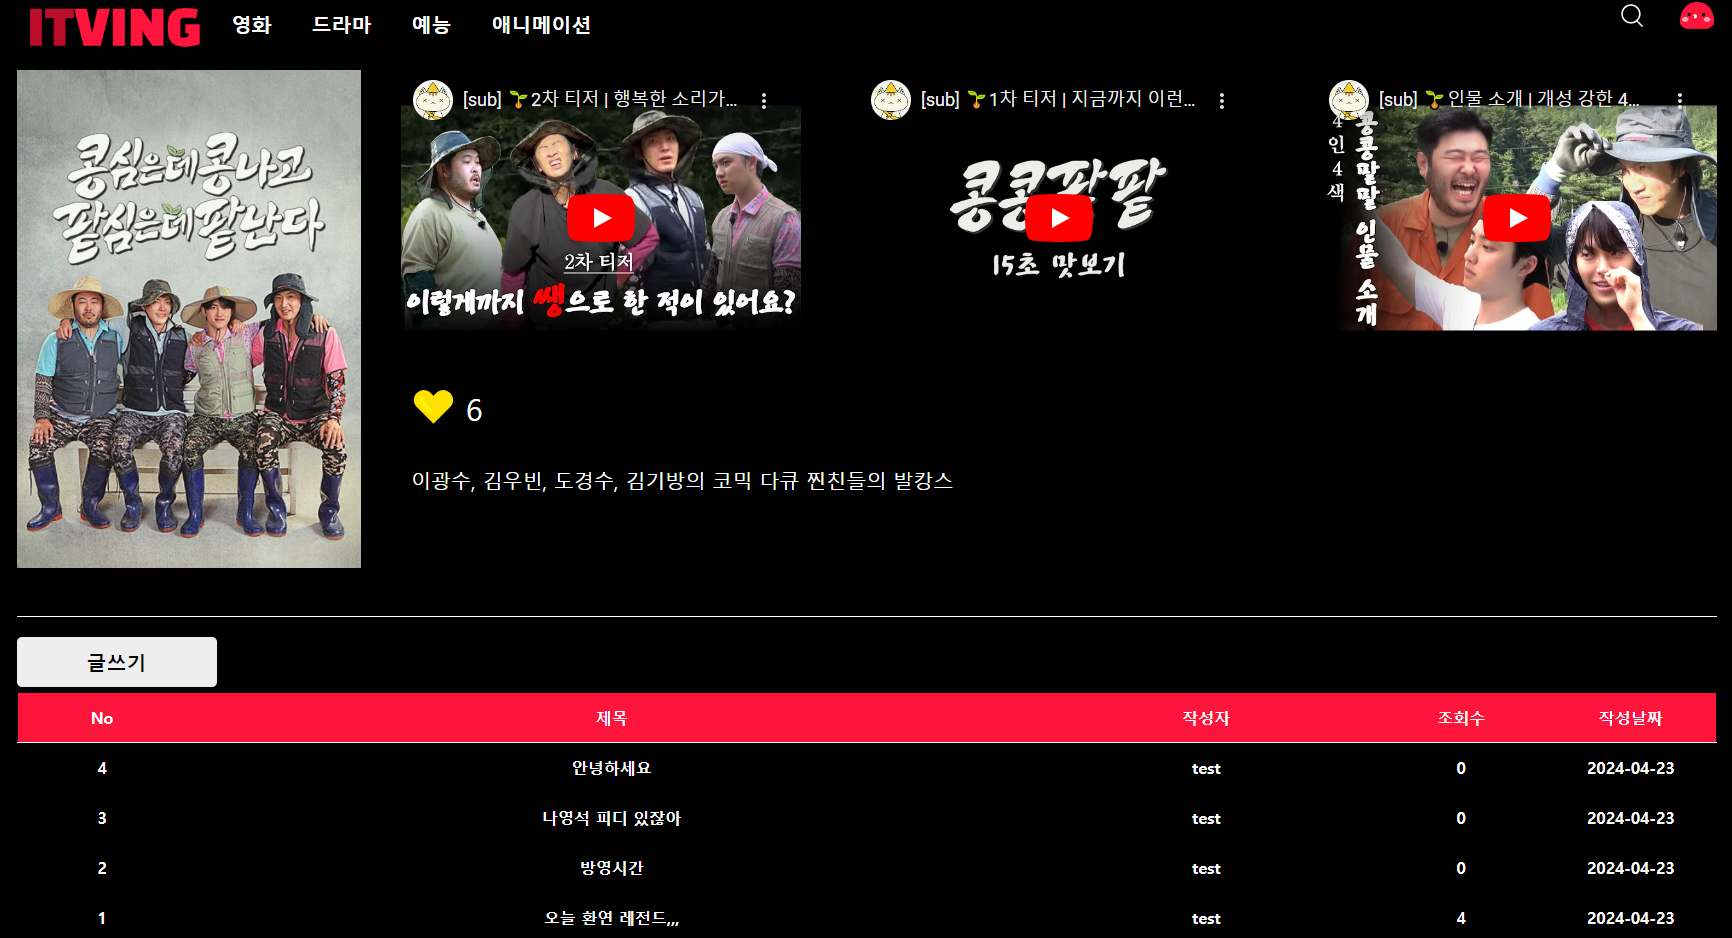 ITVING 영화 드라마 예능 애니메이션
콩심은데콩나고
팥심은데팥난다
[sub] 🌱2차 티저 | 행복한 소리가...
2차 티저
이렇게까지 쌩으로 한 적이 있어요?
[sub] 🌱1차 티저 | 지금까지 이런...
콩콩팥팥
15초 맛보기
[sub] 🌱인물 소개 | 개성 강한 4...
4인4색
콩콩팥팥 인물 소개
6
이광수, 김우빈, 도경수, 김기방의 코믹 다큐 찐친들의 발캉스
글쓰기
No 제목 작성자 조회수 작성날짜
4 안녕하세요 test 0 2024-04-23
3 나영석 피디 있잖아 test 0 2024-04-23
2 방영시간 test 0 2024-04-23
1 오늘 환연 레전드,,, test 4 2024-04-23